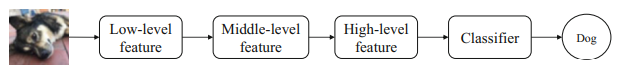 Low-level
feature
Middle-level
feature
High-level
feature
Classifier
Dog